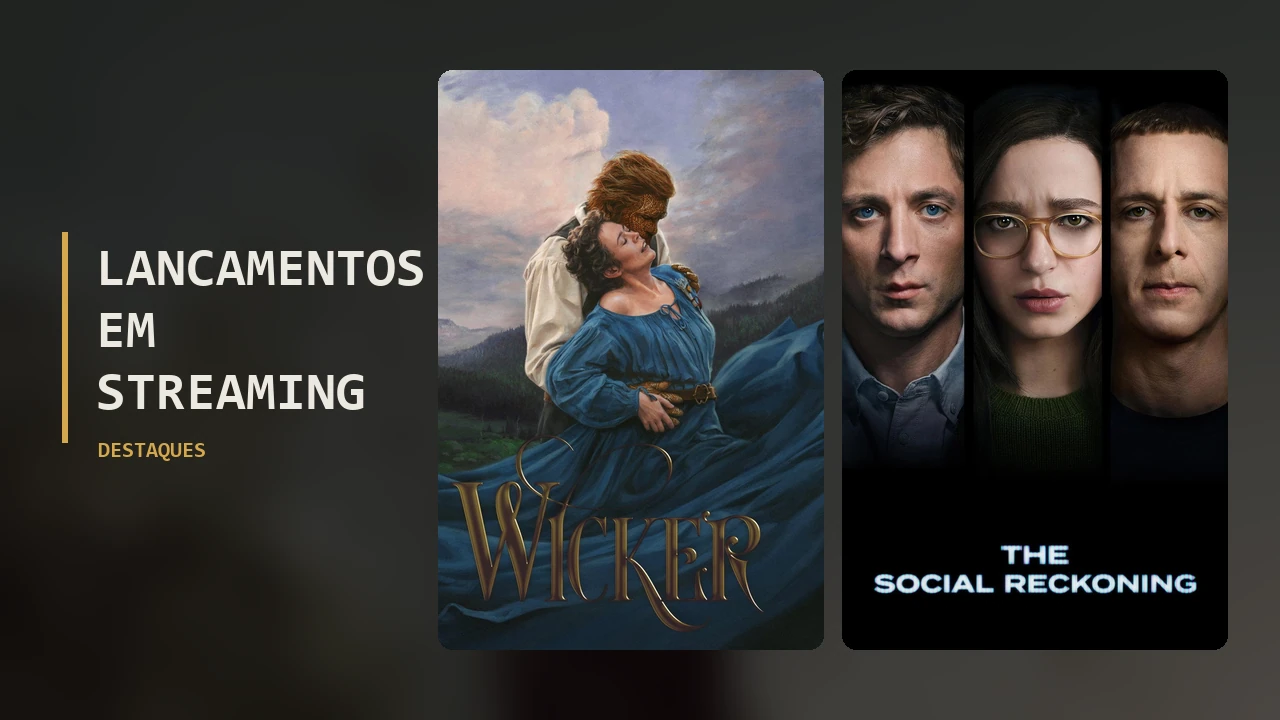 LANCAMENTOS
EM
STREAMING
DESTAQUES
WICKER
THE
SOCIAL RECKONING